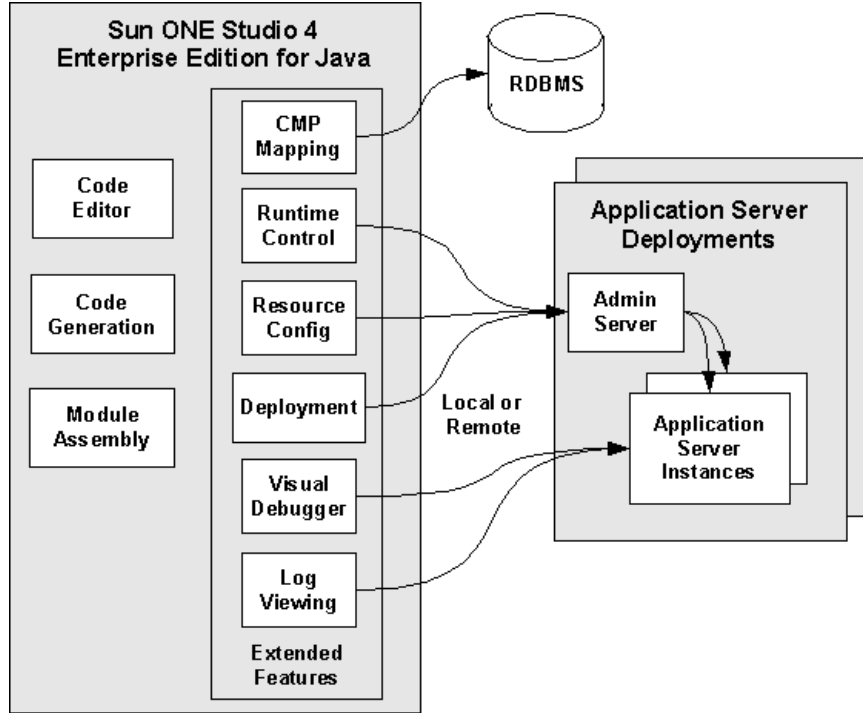 Sun ONE Studio 4
Enterprise Edition for Java
Code
Editor
Code
Generation
Module
Assembly
CMP
Mapping
Runtime
Control
Resource
Config
Deployment
Visual
Debugger
Log
Viewing
Extended
Features
RDBMS
Local or
Remote
Application Server
Deployments
Admin
Server
Application
Server
Instances